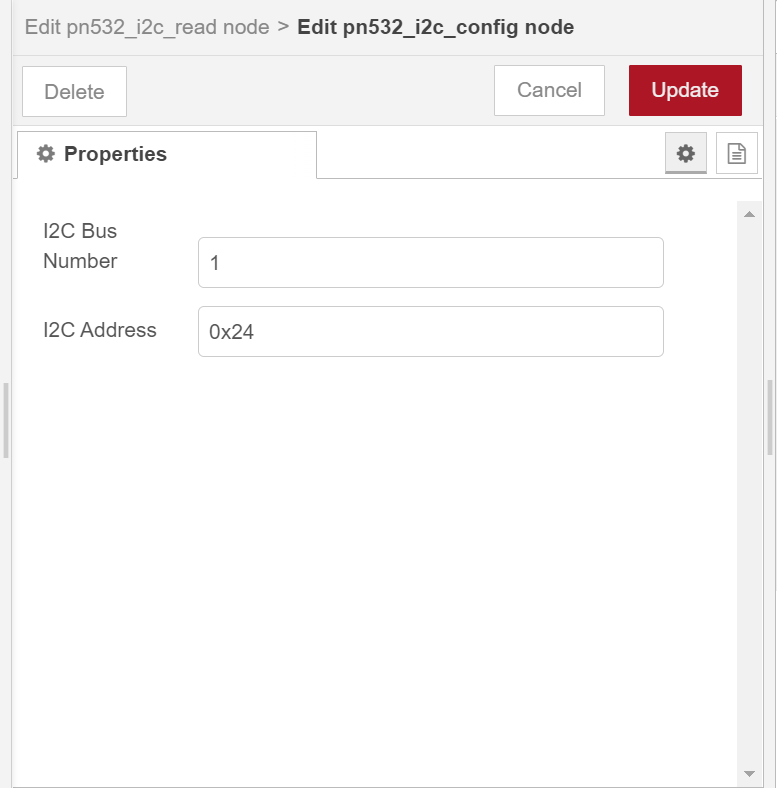 Edit pn532_i2c_read node > Edit pn532_i2c_config node
Delete
Cancel
Update
Properties
I2C Bus
Number
1
I2C Address
0x24